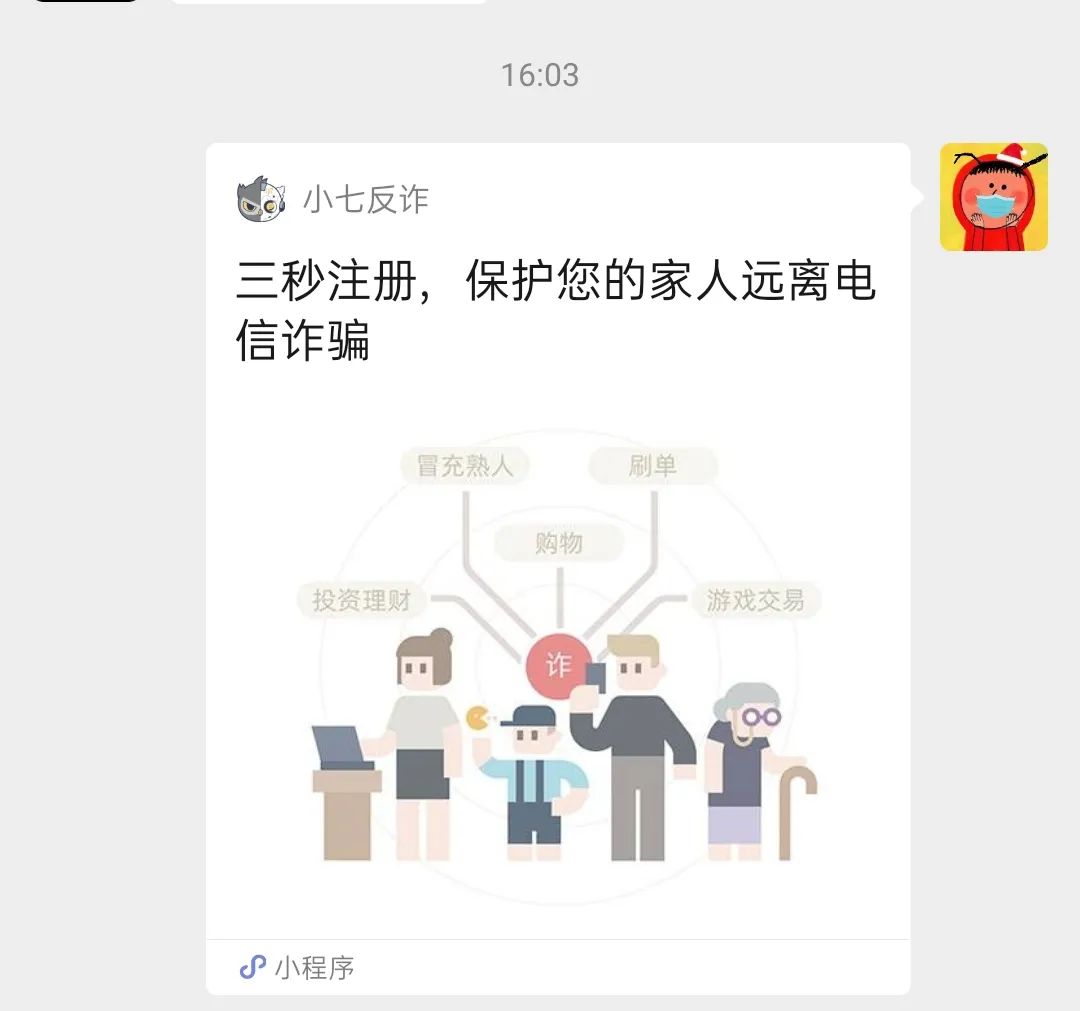 16:03
小七反诈
三秒注册，保护您的家人远离电
信诈骗
冒充熟人
刷单
购物
投资理财
游戏交易
诈
小程序